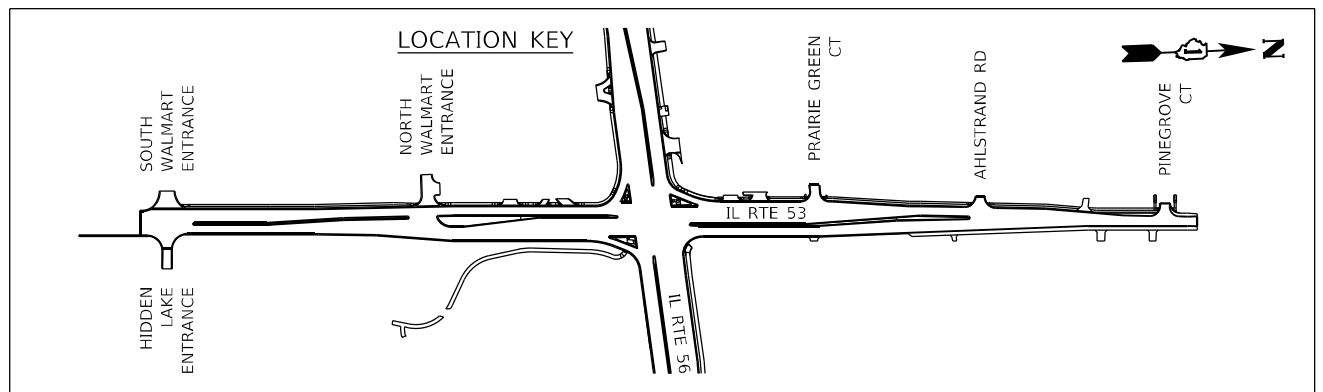 LOCATION KEY
SOUTH
WALMART
ENTRANCE
NORTH
WALMART
ENTRANCE
PRAIRIE GREEN
CT
AHLSTRAND RD
PINEGROVE
CT
N
IL RTE 53
HIDDEN
LAKE
ENTRANCE
IL RTE 56